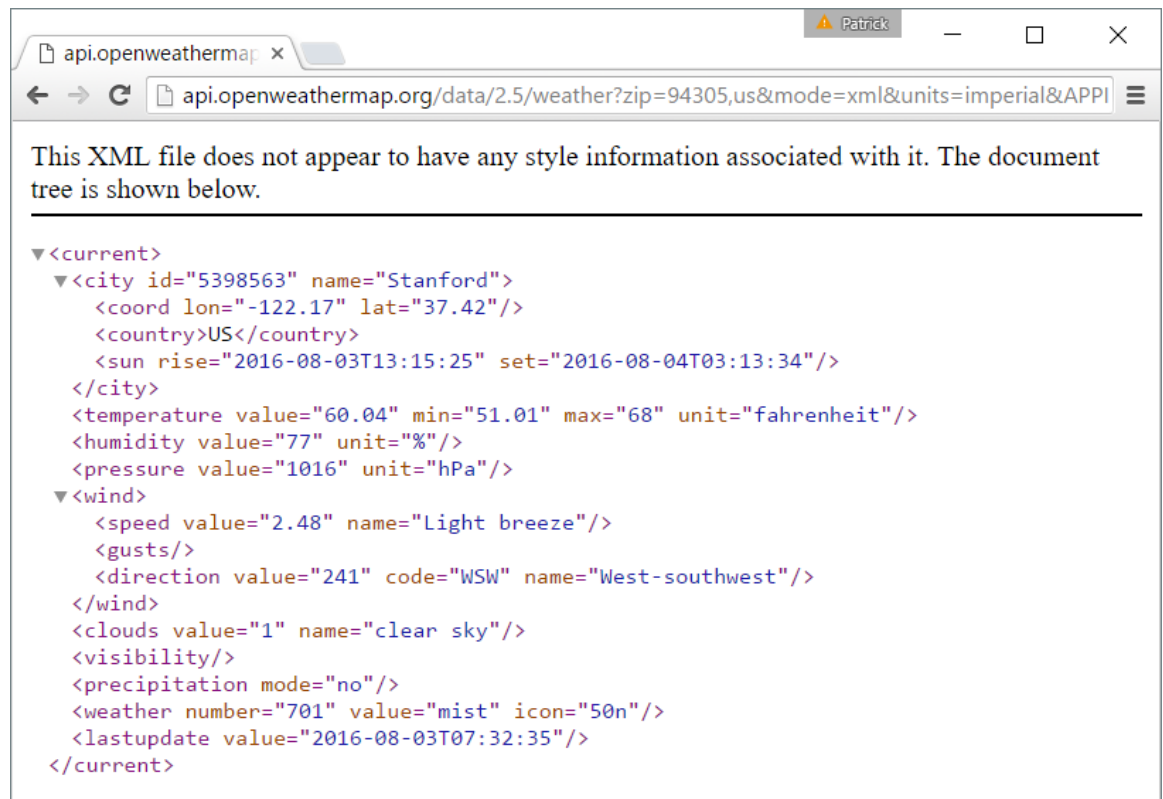 Patrick
api.openweathermap
api.openweathermap.org/data/2.5/weather?zip=94305,us&mode=xml&units=imperial&APPI
This XML file does not appear to have any style information associated with it. The document
tree is shown below.
<current>
<city id="5398563" name="Stanford">
<coord lon="-122.17" lat="37.42"/>
<country>US</country>
<sun rise="2016-08-03T13:15:25" set="2016-08-04T03:13:34"/>
</city>
<temperature value="60.04" min="51.01" max="68" unit="fahrenheit"/>
<humidity value="77" unit="%"/>
<pressure value="1016" unit="hPa"/>
<wind>
<speed value="2.48" name="Light breeze"/>
<gusts/>
<direction value="241" code="WSW" name="West-southwest"/>
</wind>
<clouds value="1" name="clear sky"/>
<visibility/>
<precipitation mode="no"/>
<weather number="701" value="mist" icon="50n"/>
<lastupdate value="2016-08-03T07:32:35"/>
</current>